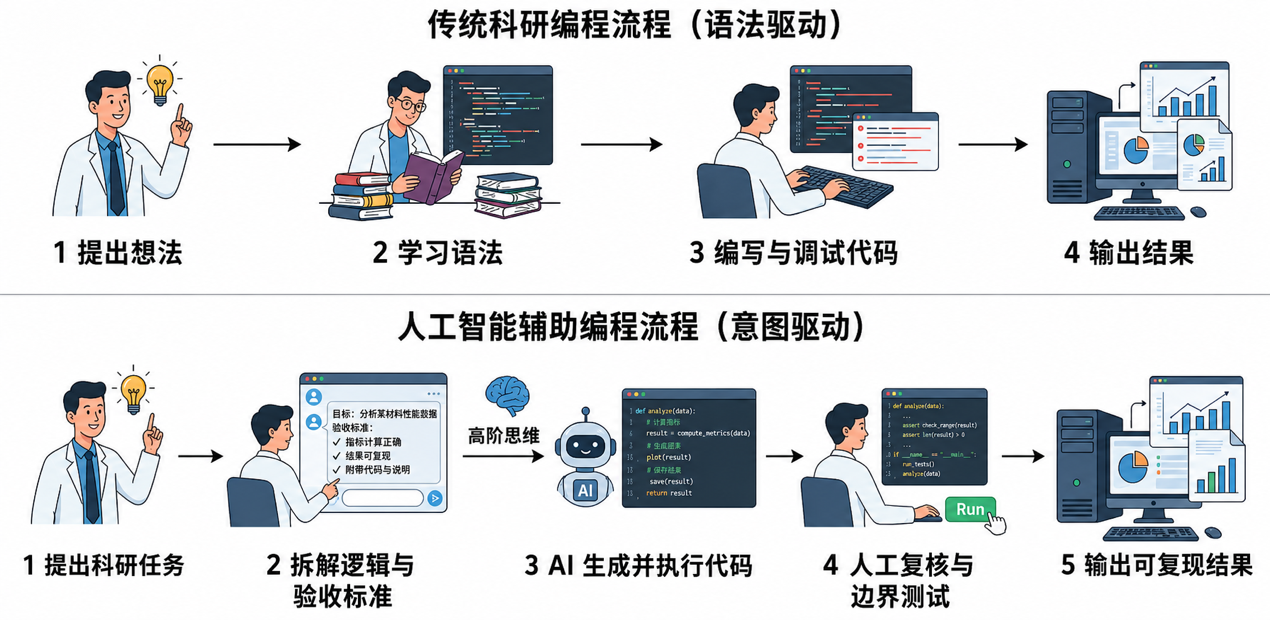 传统科研编程流程（语法驱动）
1 提出想法
2 学习语法
3 编写与调试代码
4 输出结果
人工智能辅助编程流程（意图驱动）
目标：分析某材料性能数据
验收标准：
✓ 指标计算正确
✓ 结果可复现
✓ 附带代码与说明
高阶思维
AI
def analyze(data):
# 计算指标
result = compute_metrics(data)
plot(result)
save(result)
return result
def analyze(data):
...
assert check_range(result)
assert len(result) > 0
...
if __name__ == "__main__":
run_tests()
analyze(data)
Run
1 提出科研任务
2 拆解逻辑与
验收标准
3 AI 生成并执行代码
4 人工复核与
边界测试
5 输出可复现结果